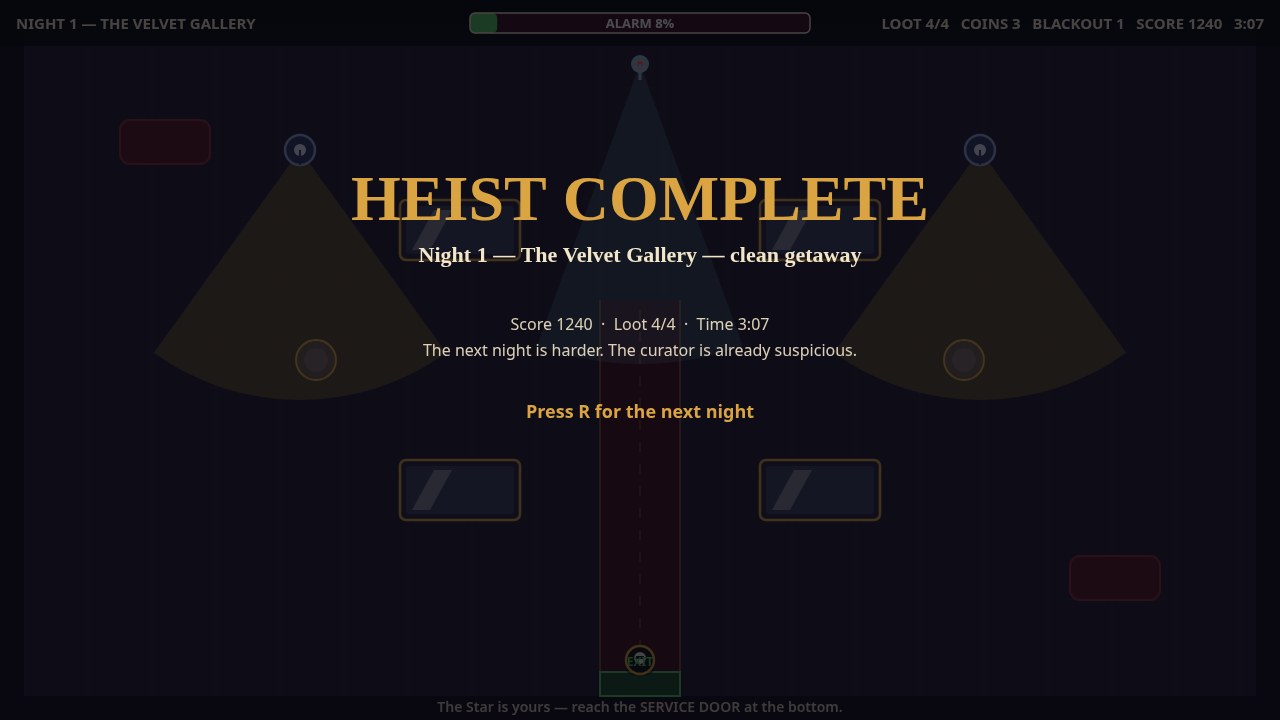 NIGHT 1 — THE VELVET GALLERY
ALARM 8%
LOOT 4/4 COINS 3 BLACKOUT 1 SCORE 1240 3:07
HEIST COMPLETE
Night 1 — The Velvet Gallery — clean getaway
Score 1240 · Loot 4/4 · Time 3:07
The next night is harder. The curator is already suspicious.
Press R for the next night
EXIT
The Star is yours — reach the SERVICE DOOR at the bottom.